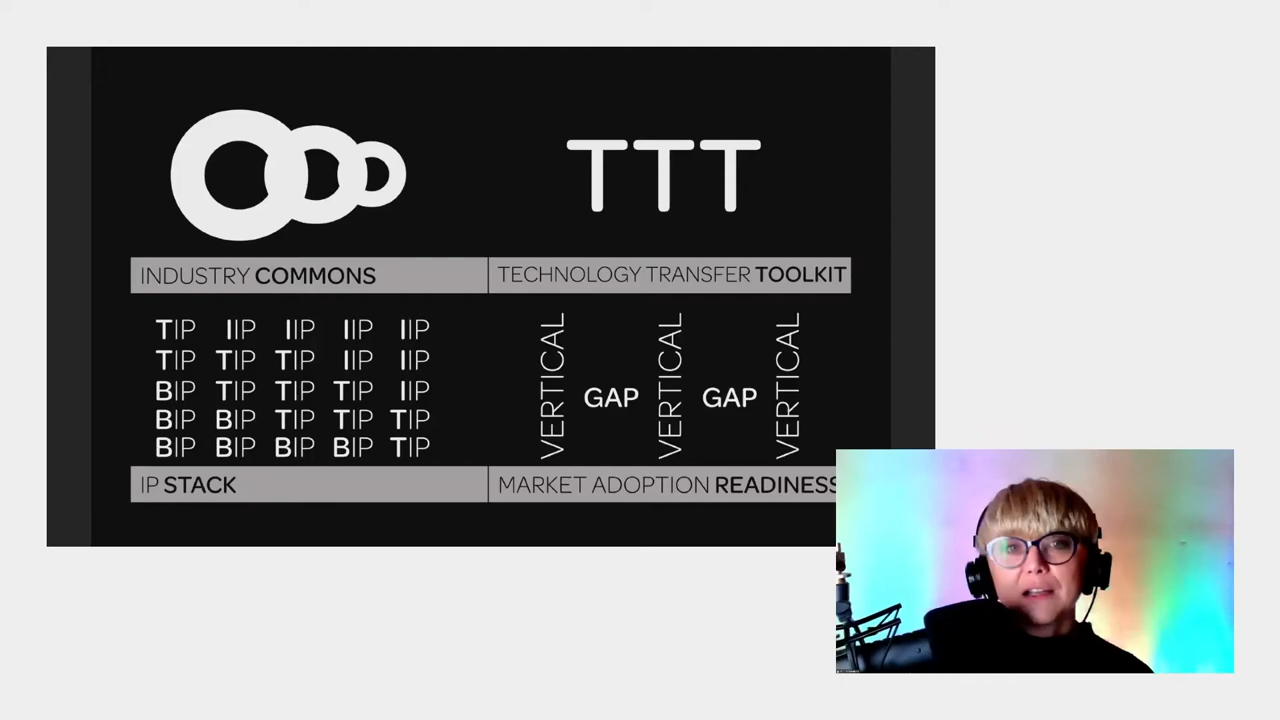 TTT
INDUSTRY COMMONS
TECHNOLOGY TRANSFER TOOLKIT
TIP IIP IIP IIP IIP
TIP TIP TIP IIP IIP
BIP TIP TIP TIP IIP
BIP BIP TIP TIP TIP
BIP BIP BIP BIP TIP
VERTICAL
GAP
VERTICAL
GAP
VERTICAL
IP STACK
MARKET ADOPTION READINESS